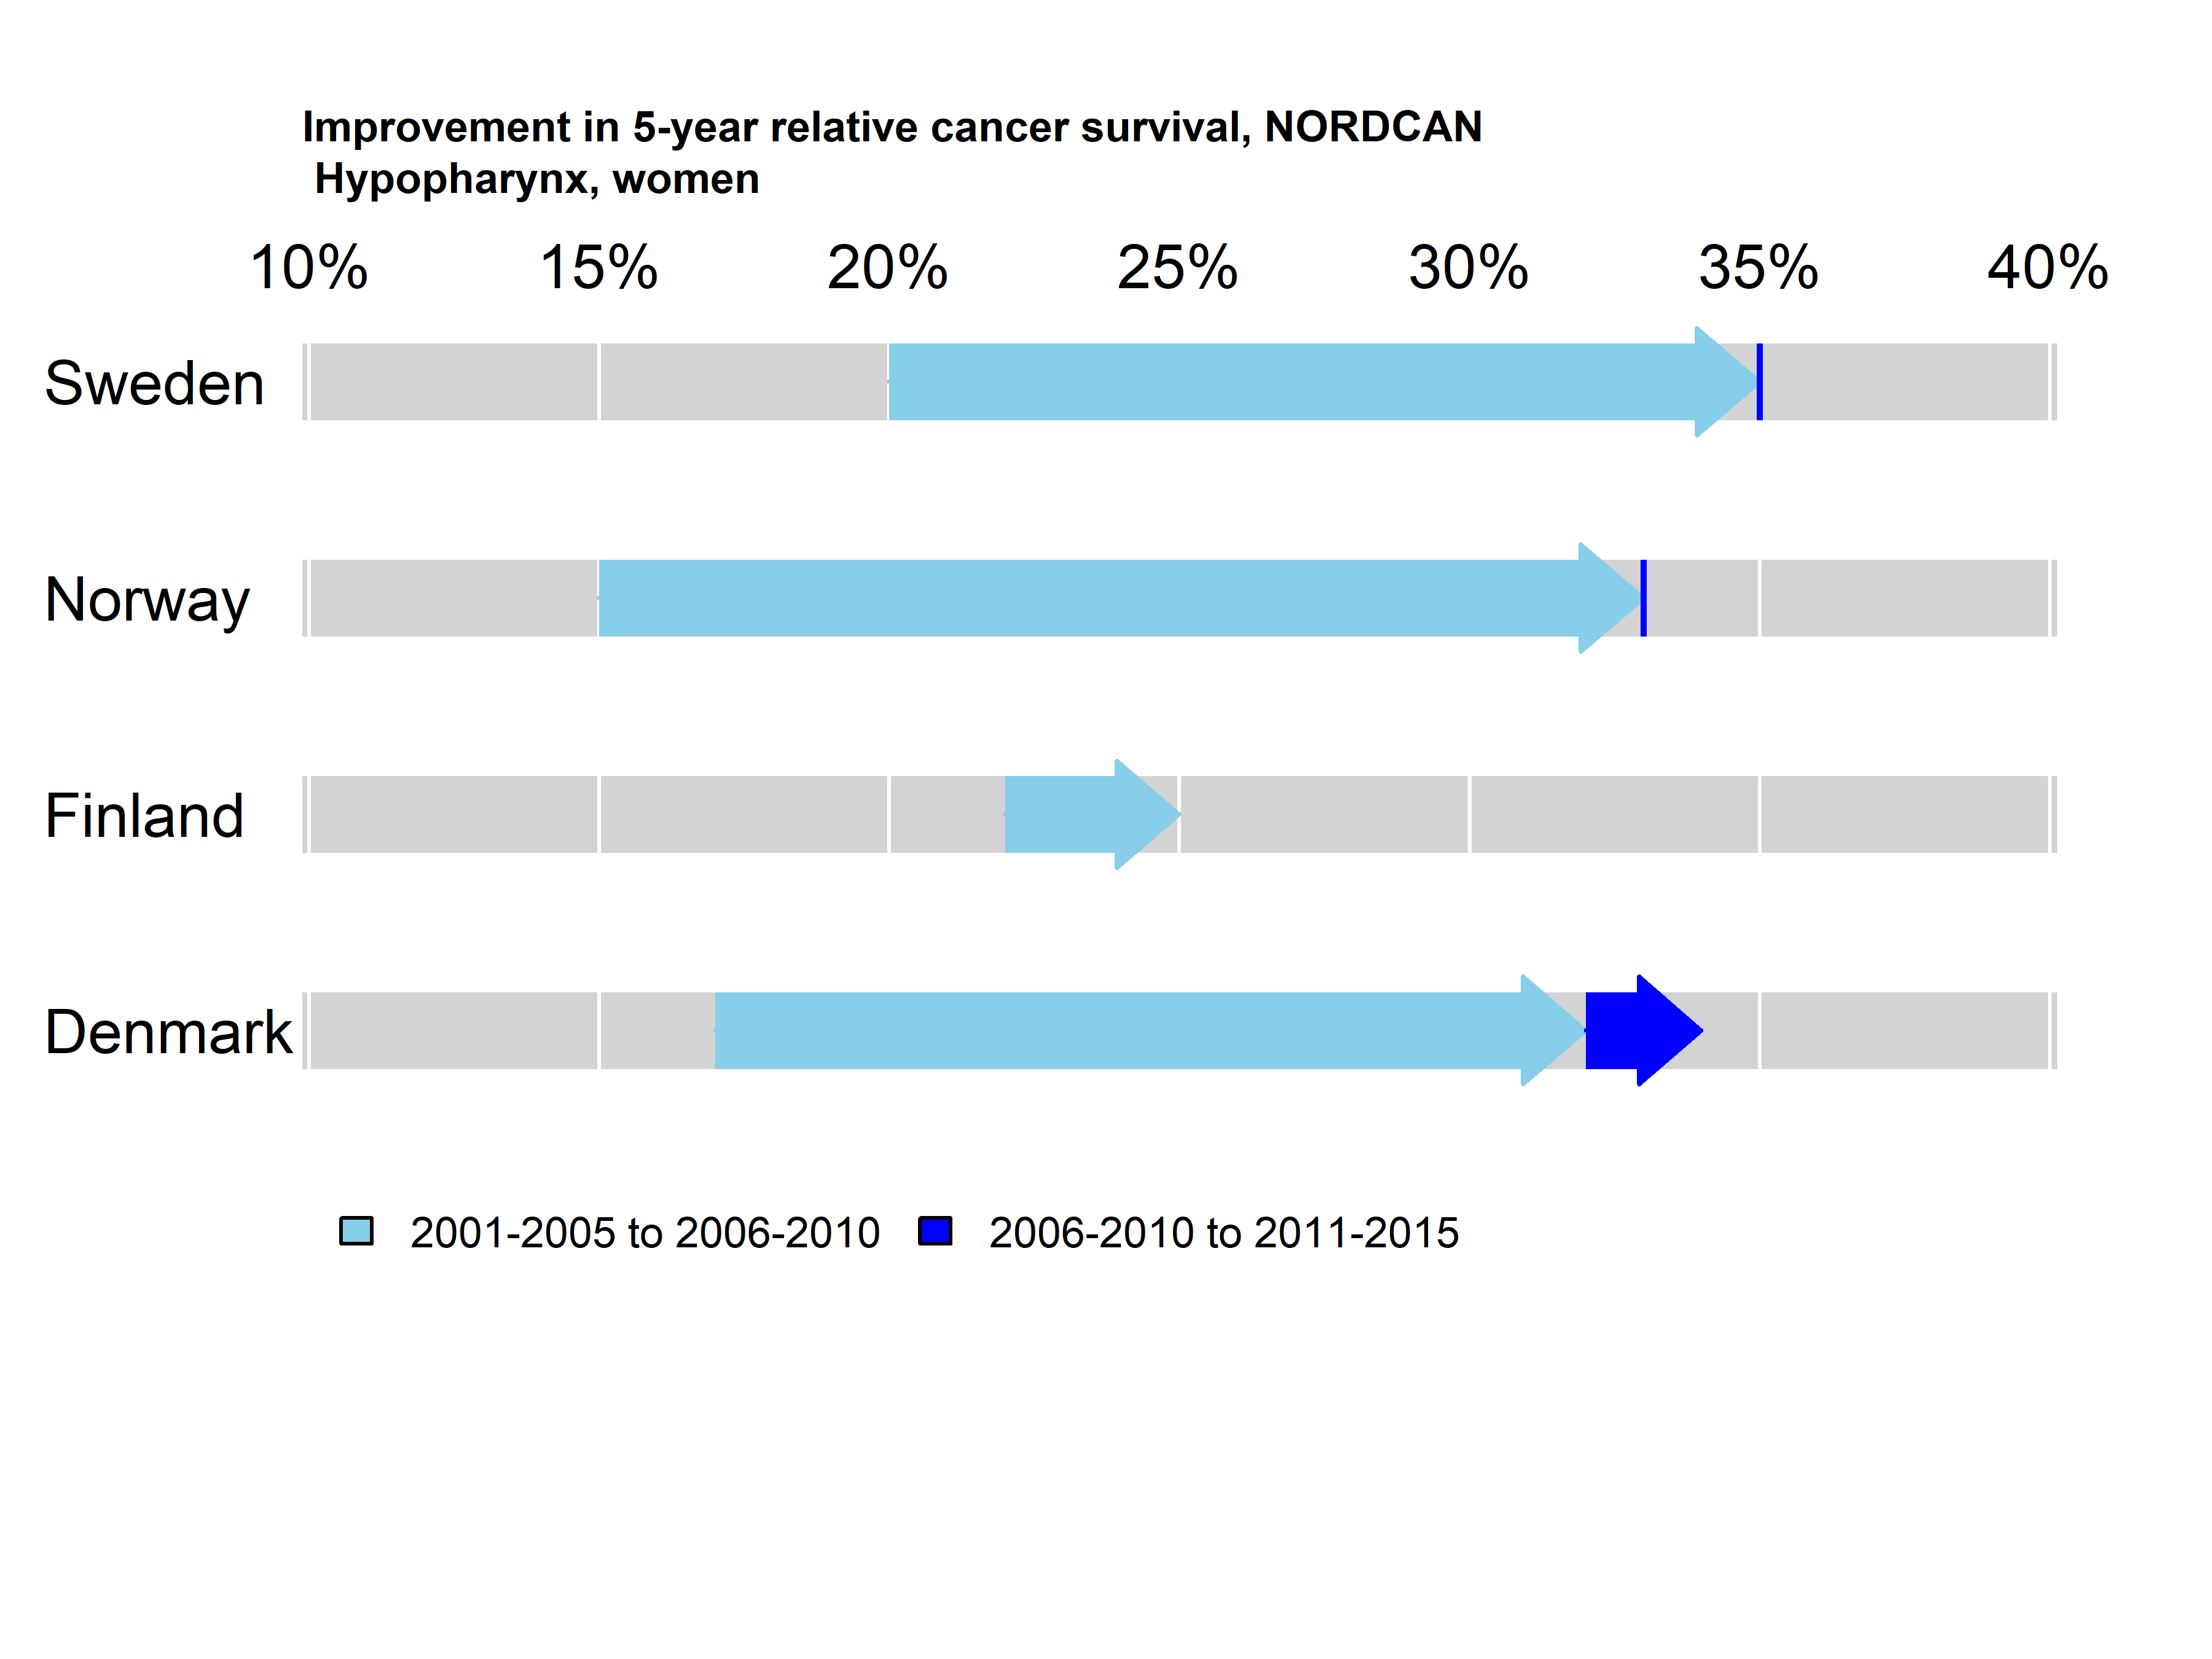 Improvement in 5-year relative cancer survival, NORDCAN
Hypopharynx, women
10% 15% 20% 25% 30% 35% 40%
Sweden
Norway
Finland
Denmark
2001-2005 to 2006-2010 2006-2010 to 2011-2015